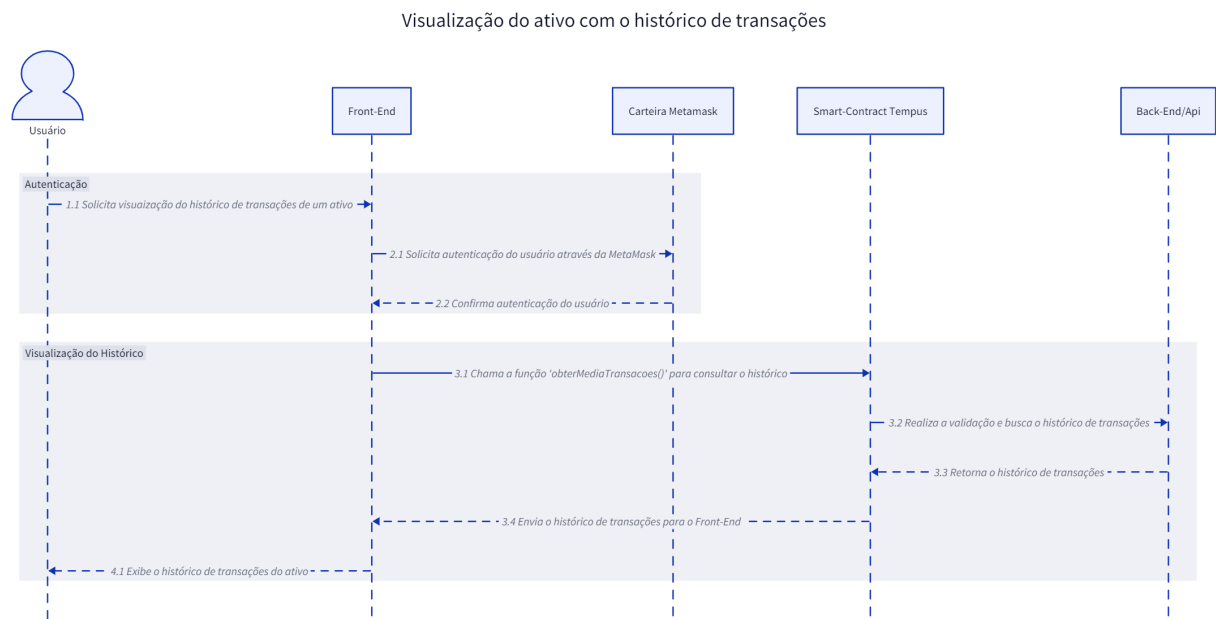 Visualização do ativo com o histórico de transações
Usuário
Front-End
Carteira Metamask
Smart-Contract Tempus
Back-End/Api
Autenticação
1.1 Solicita visuaização do histórico de transações de um ativo
2.1 Solicita autenticação do usuário através da MetaMask
2.2 Confirma autenticação do usuário
Visualização do Histórico
3.1 Chama a função 'obterMediaTransacoes()' para consultar o histórico
3.2 Realiza a validação e busca o histórico de transações
3.3 Retorna o histórico de transações
3.4 Envia o histórico de transações para o Front-End
4.1 Exibe o histórico de transações do ativo